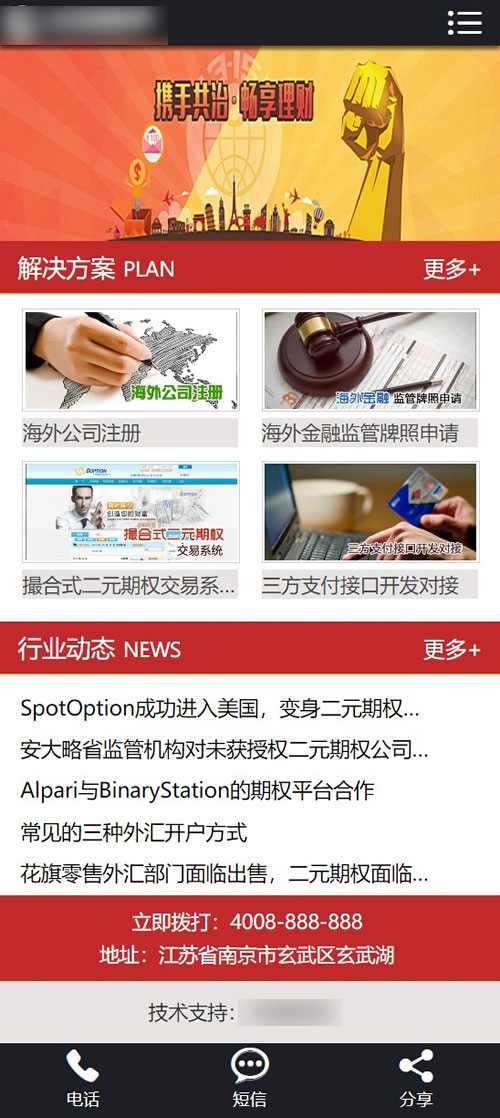 3·15
携手共治·畅享理财
解决方案 PLAN
更多+
海外公司注册
海外公司注册
海外金融 监管牌照申请
海外金融监管牌照申请
撮合式二元期权
交易系统
撮合式二元期权交易系...
三方支付接口开发对接
三方支付接口开发对接
行业动态 NEWS
更多+
SpotOption成功进入美国，变身二元期权...
安大略省监管机构对未获授权二元期权公司...
Alpari与BinaryStation的期权平台合作
常见的三种外汇开户方式
花旗零售外汇部门面临出售，二元期权面临...
立即拨打：4008-888-888
地址：江苏省南京市玄武区玄武湖
技术支持：
电话
短信
分享